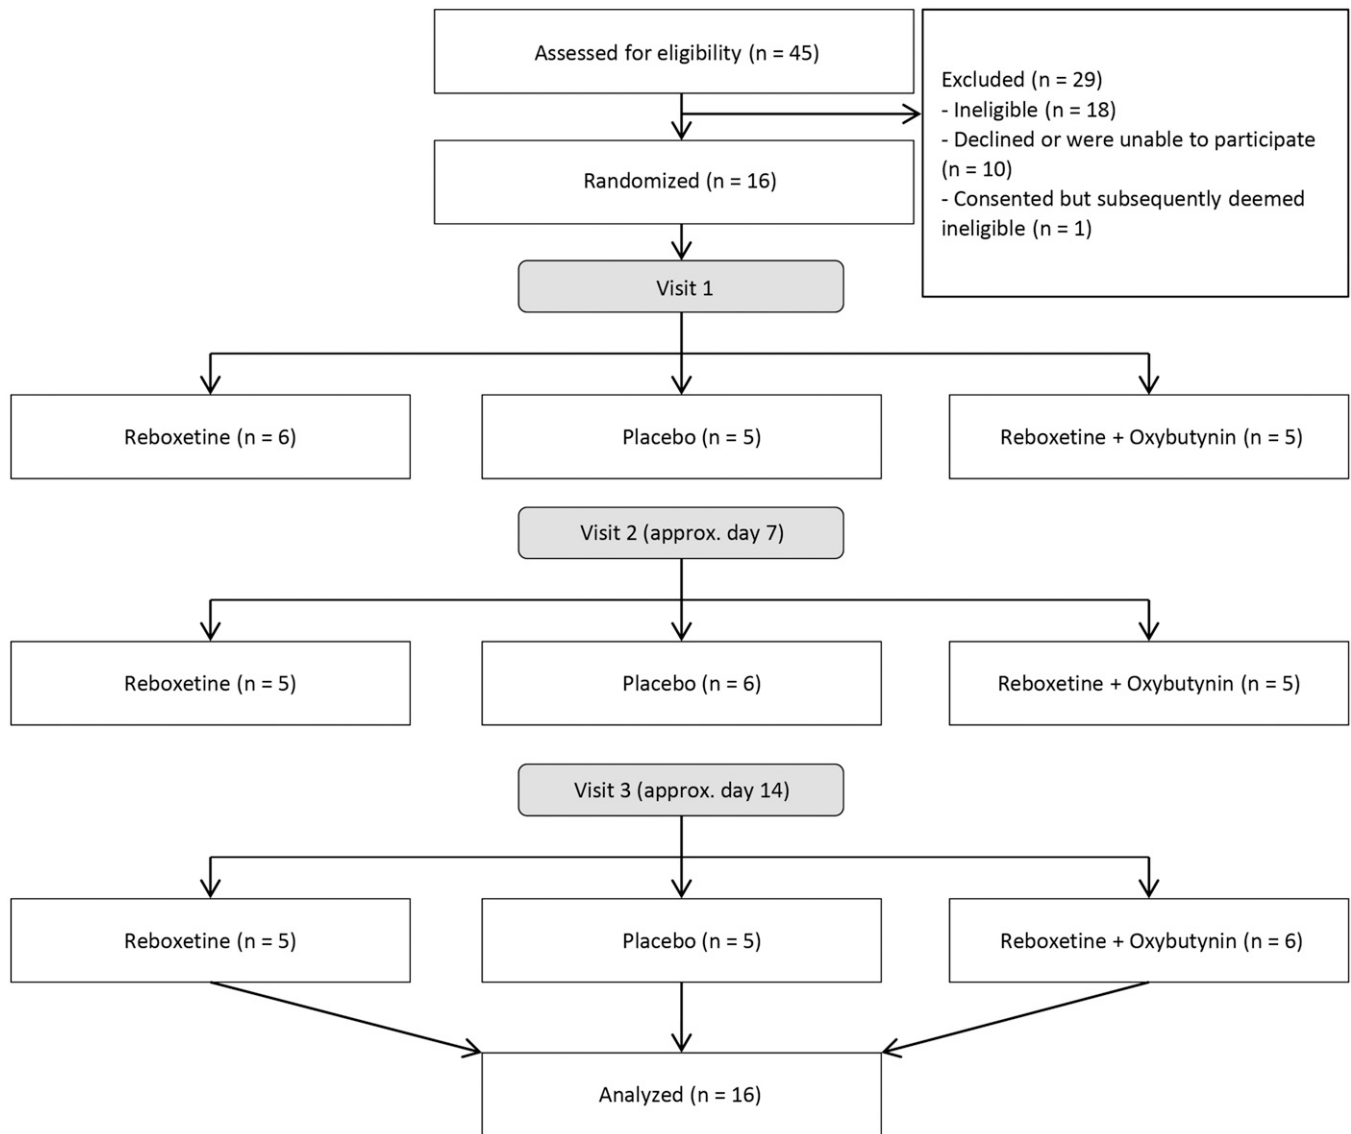 Assessed for eligibility (n = 45)
Excluded (n = 29)
- Ineligible (n = 18)
- Declined or were unable to participate
(n = 10)
- Consented but subsequently deemed
ineligible (n = 1)
Randomized (n = 16)
Visit 1
Reboxetine (n = 6)
Placebo (n = 5)
Reboxetine + Oxybutynin (n = 5)
Visit 2 (approx. day 7)
Reboxetine (n = 5)
Placebo (n = 6)
Reboxetine + Oxybutynin (n = 5)
Visit 3 (approx. day 14)
Reboxetine (n = 5)
Placebo (n = 5)
Reboxetine + Oxybutynin (n = 6)
Analyzed (n = 16)